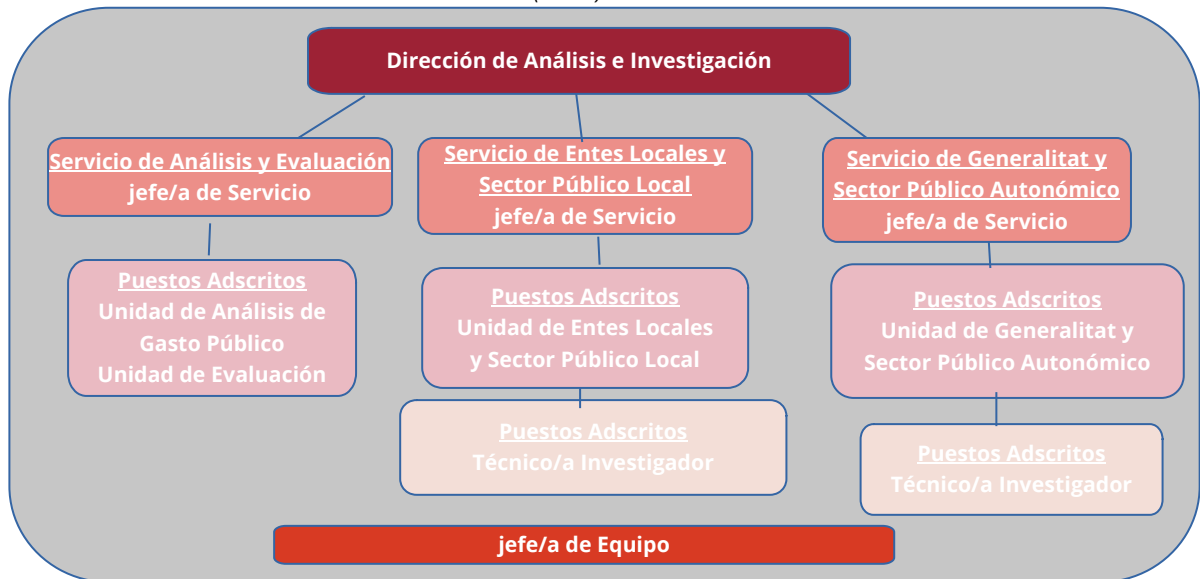 Dirección de Análisis e Investigación
Servicio de Análisis y Evaluación
jefe/a de Servicio
Servicio de Entes Locales y
Sector Público Local
jefe/a de Servicio
Servicio de Generalitat y
Sector Público Autonómico
jefe/a de Servicio
Puestos Adscritos
Unidad de Análisis de
Gasto Público
Unidad de Evaluación
Puestos Adscritos
Unidad de Entes Locales
y Sector Público Local
Puestos Adscritos
Unidad de Generalitat y
Sector Público Autonómico
Puestos Adscritos
Técnico/a Investigador
Puestos Adscritos
Técnico/a Investigador
jefe/a de Equipo